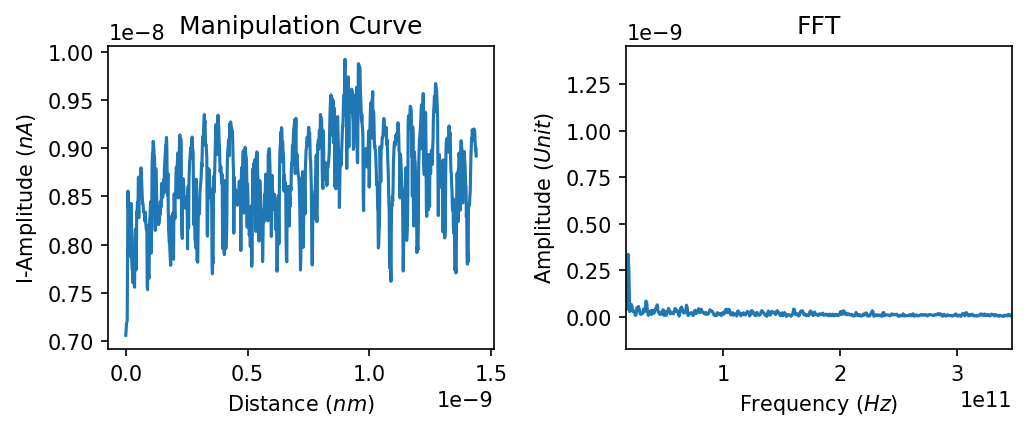 Manipulation Curve
1e−8
1.00
0.95
0.90
0.85
0.80
0.75
0.70
I-Amplitude (nA)
0.0
0.5
1.0
1.5
1e−9
Distance (nm)
FFT
1e−9
1.25
1.00
0.75
0.50
0.25
0.00
Amplitude (Unit)
1
2
3
1e11
Frequency (Hz)